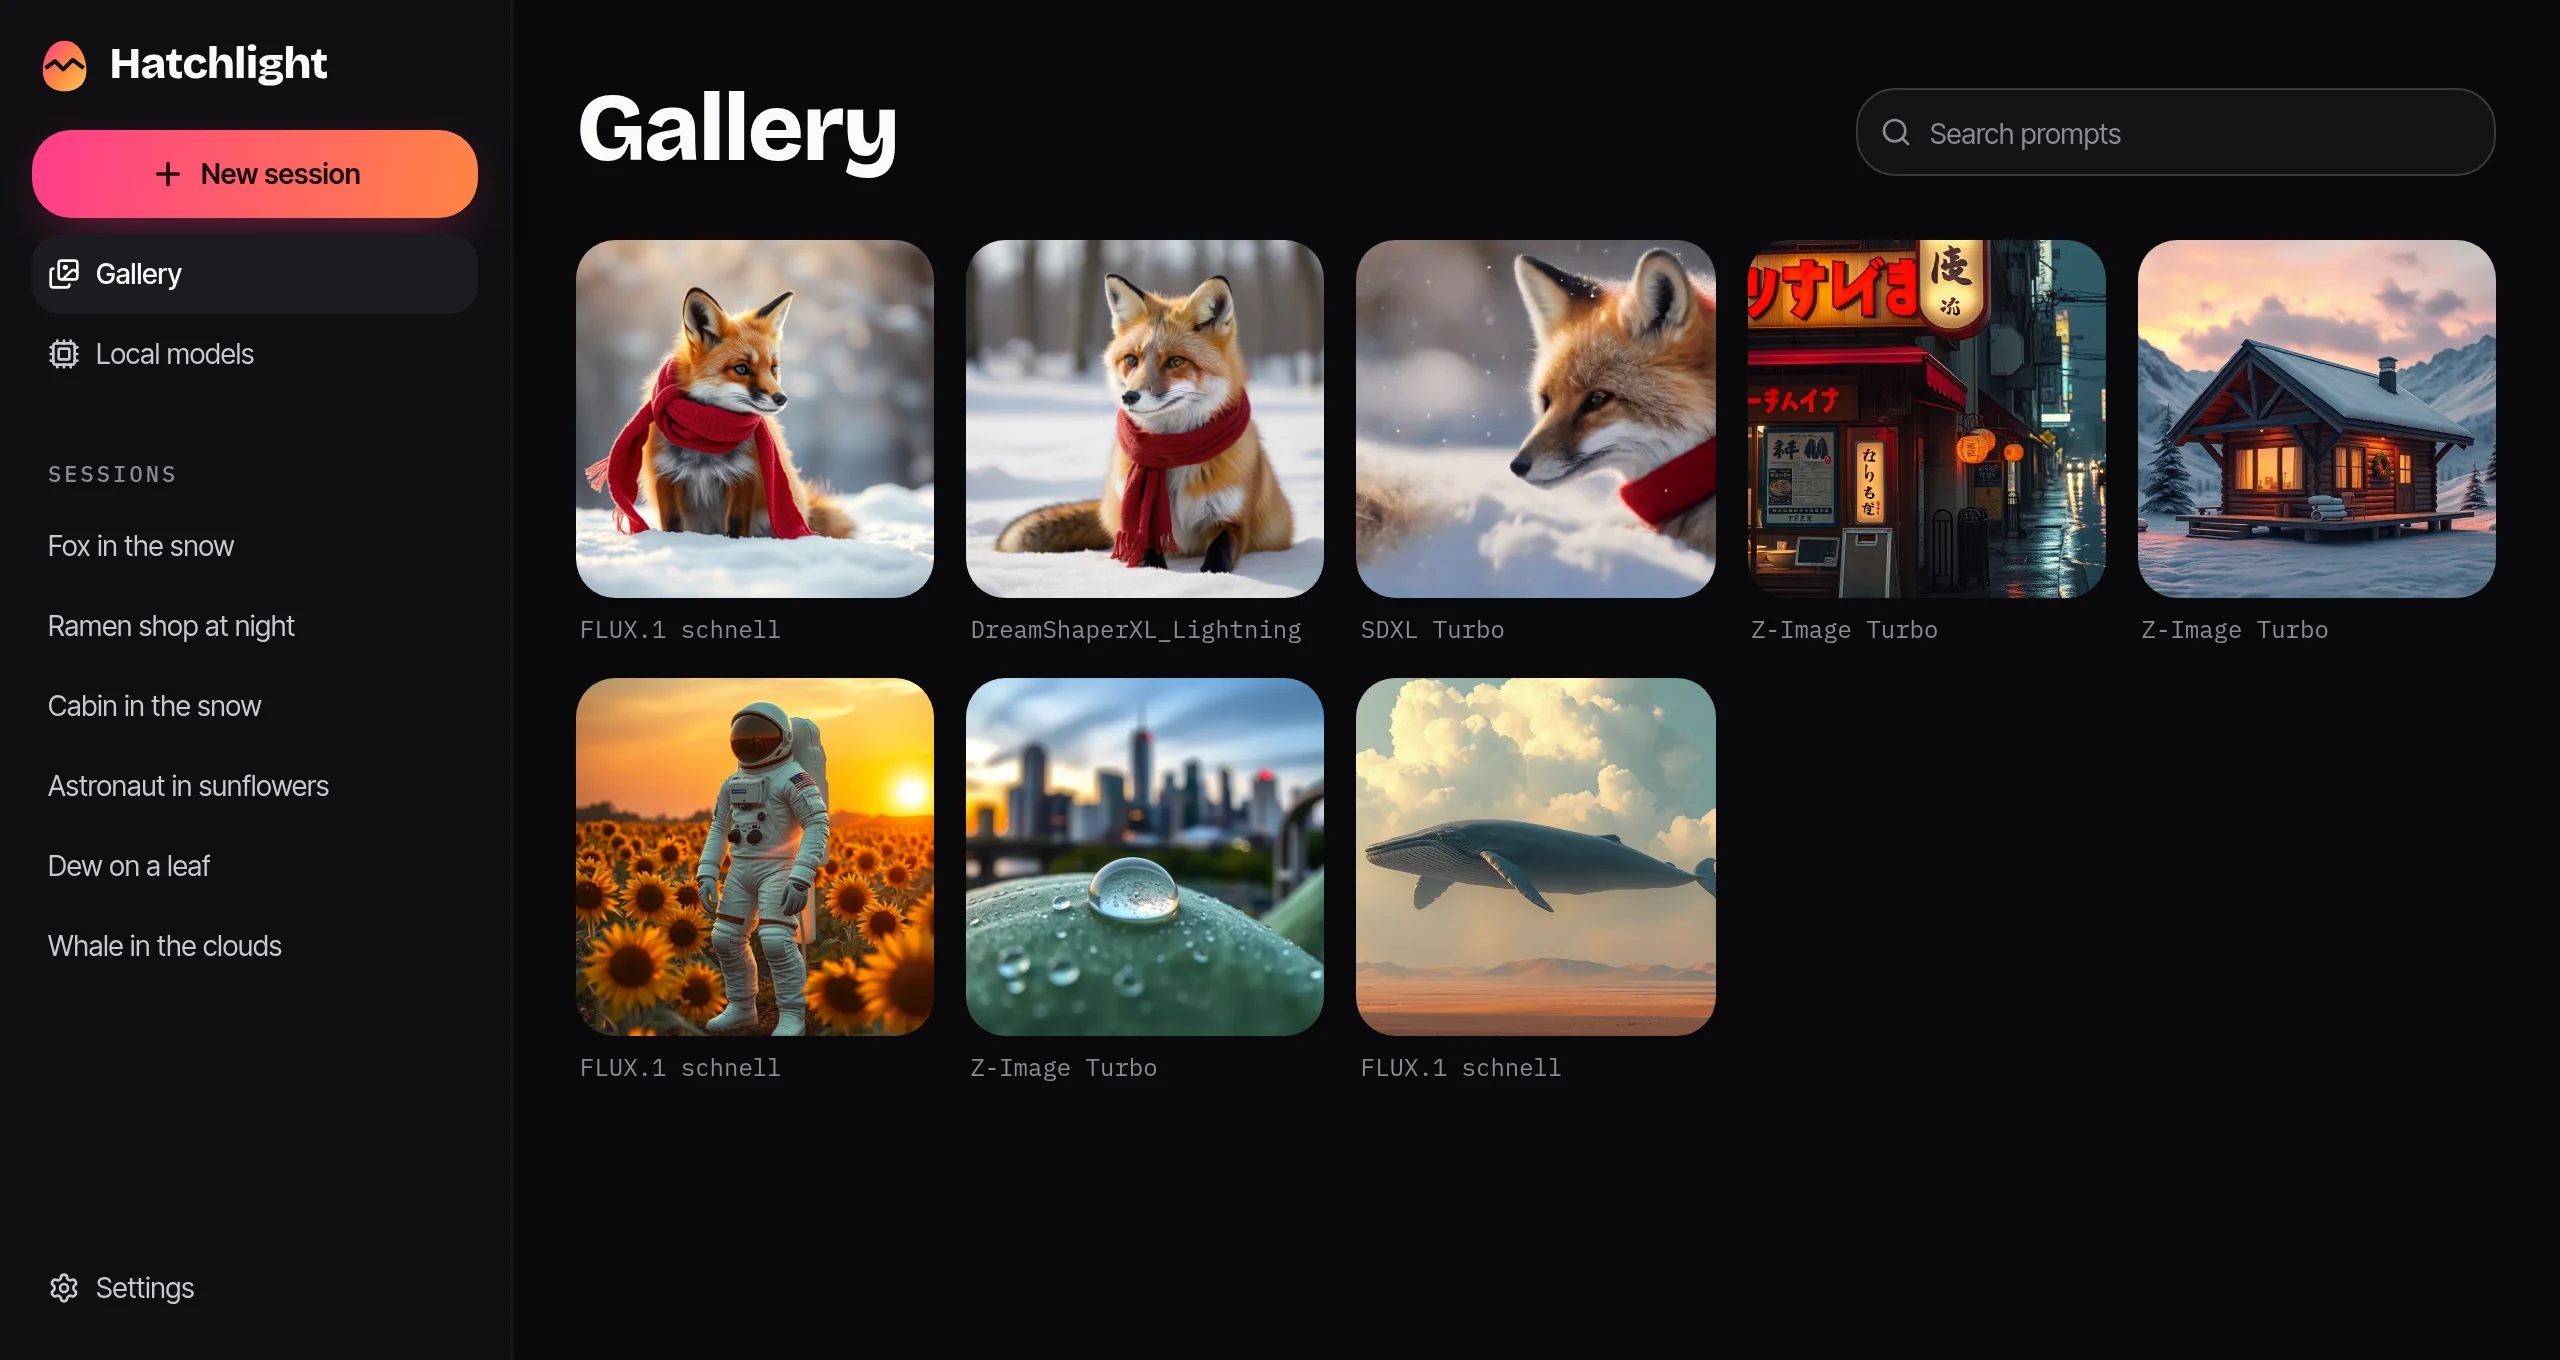 Hatchlight
New session
Gallery
Local models
SESSIONS
Fox in the snow
Ramen shop at night
Cabin in the snow
Astronaut in sunflowers
Dew on a leaf
Whale in the clouds
Settings
Gallery
Search prompts
FLUX.1 schnell
DreamShaperXL_Lightning
SDXL Turbo
Z-Image Turbo
Z-Image Turbo
FLUX.1 schnell
Z-Image Turbo
FLUX.1 schnell